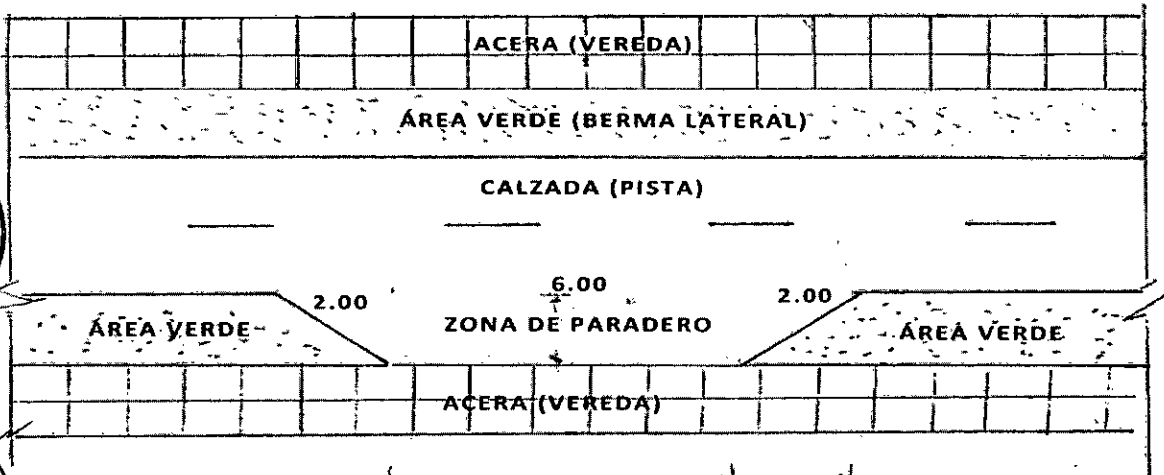 ACERA (VEREDA)
ÁREA VERDE (BERMA LATERAL)
CALZADA (PISTA)
6.00
2.00 2.00
ÁREA VERDE ZONA DE PARADERO ÁREA VERDE
ACERA (VEREDA)